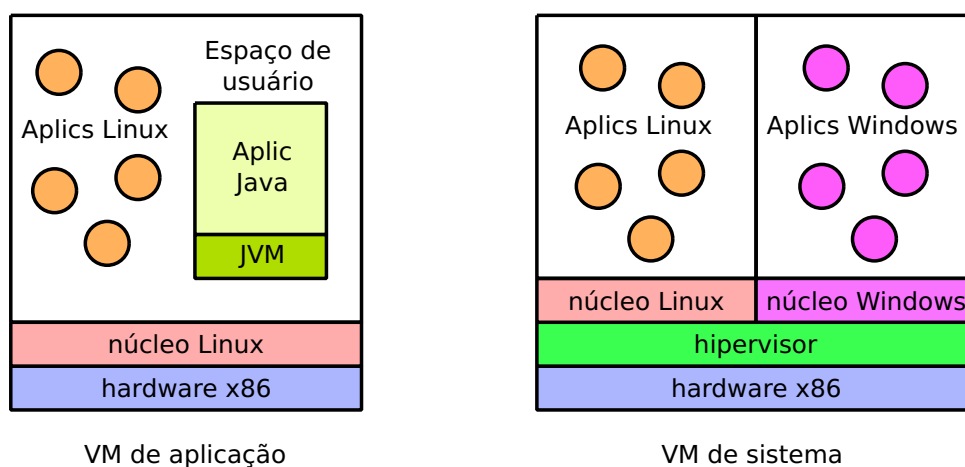 Espaço de
usuário
Aplics Linux
Aplic
Java
JVM
núcleo Linux
hardware x86
VM de aplicação
Aplics Linux
Aplics Windows
núcleo Linux
núcleo Windows
hipervisor
hardware x86
VM de sistema